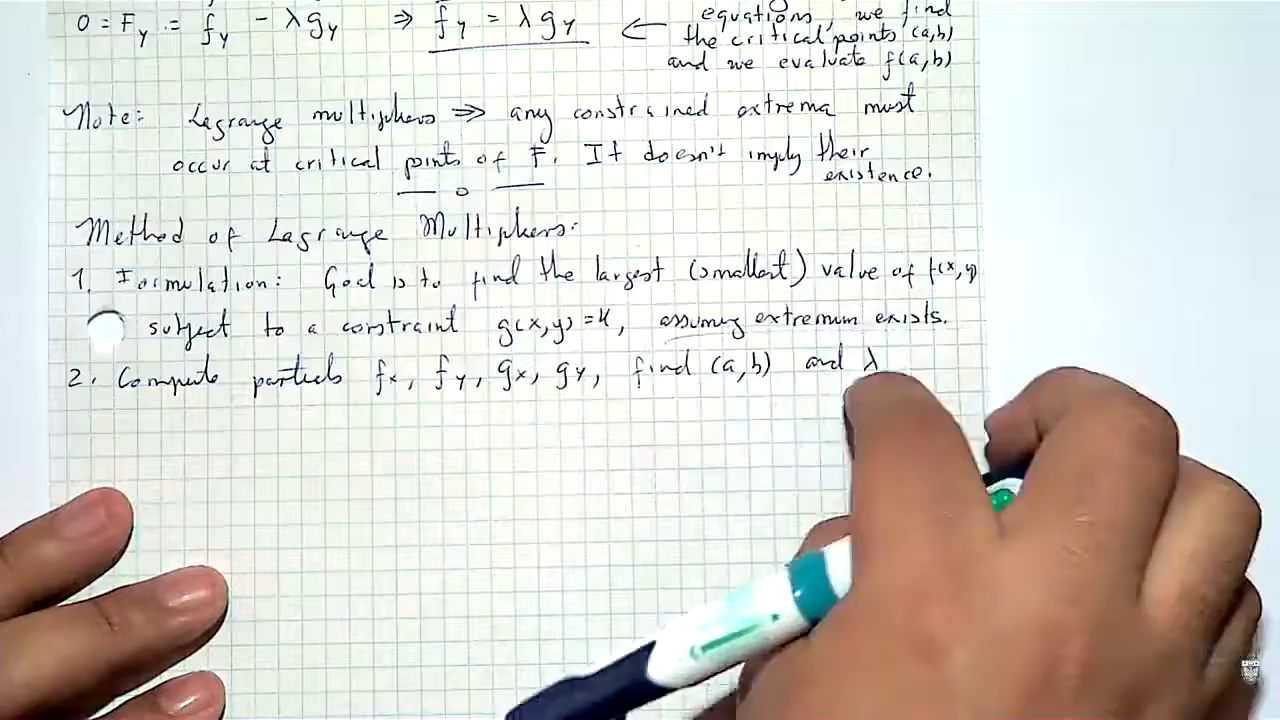 0 = Fy = fy - λgy ⇒ fy = λgy ← equations, we find
the critical points (a,b)
and we evaluate f(a,b)
Note: Lagrange multipliers ⇒ any constrained extrema must
occur at critical points of F. It doesn't imply their
existence.
Method of Lagrange Multipliers:
1. Formulation: Goal is to find the largest (smallest) value of f(x,y)
subject to a constraint g(x,y)=k, assuming extremum exists.
2. Compute partials fx, fy, gx, gy, find (a,b) and λ